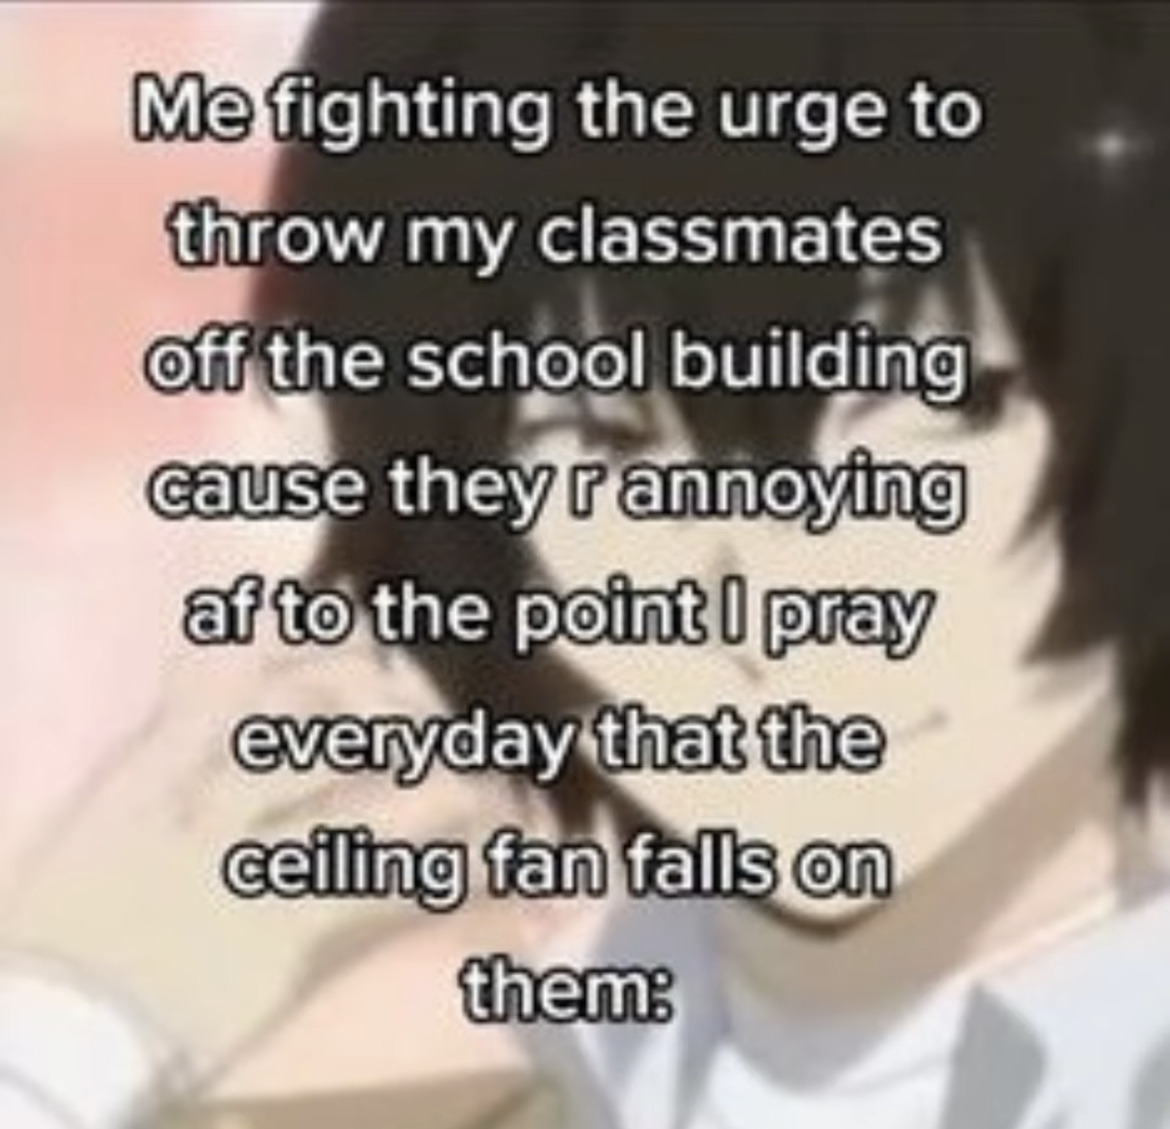 Me fighting the urge to
throw my classmates
off the school building
cause they r annoying
af to the point I pray
everyday that the
ceiling fan falls on
them: